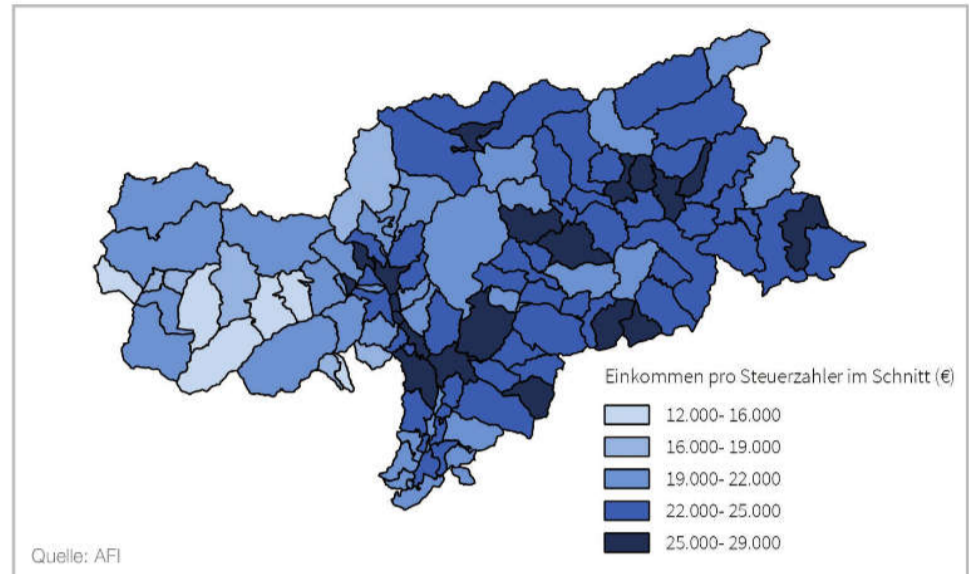 Einkommen pro Steuerzahler im Schnitt (€)
12.000- 16.000
16.000- 19.000
19.000- 22.000
22.000- 25.000
25.000- 29.000
Quelle: AFI